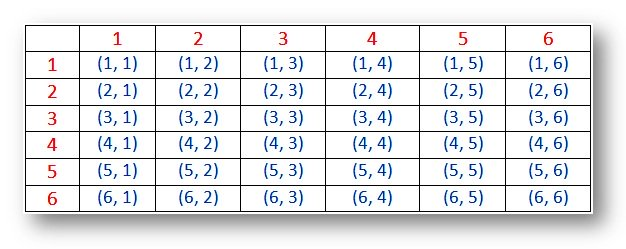 1 2 3 4 5 6
1 (1, 1) (1, 2) (1, 3) (1, 4) (1, 5) (1, 6)
2 (2, 1) (2, 2) (2, 3) (2, 4) (2, 5) (2, 6)
3 (3, 1) (3, 2) (3, 3) (3, 4) (3, 5) (3, 6)
4 (4, 1) (4, 2) (4, 3) (4, 4) (4, 5) (4, 6)
5 (5, 1) (5, 2) (5, 3) (5, 4) (5, 5) (5, 6)
6 (6, 1) (6, 2) (6, 3) (6, 4) (6, 5) (6, 6)